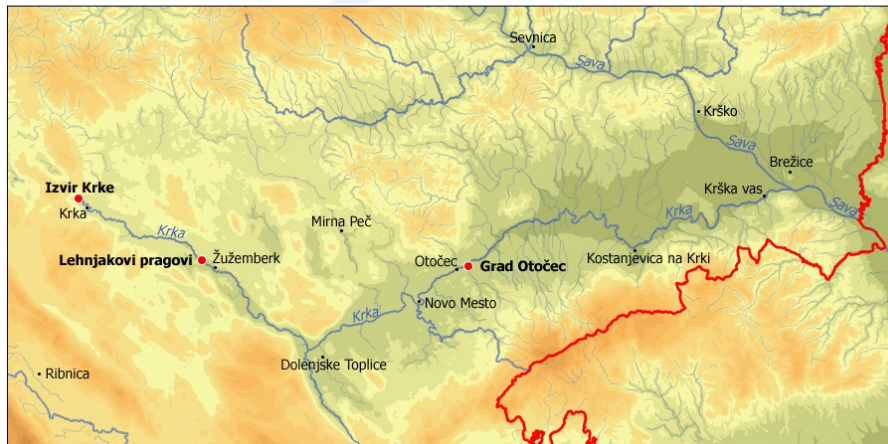 Sevnica
Sava
Krško
Sava
Brežice
Izvir Krke
Krška vas
Krka
Krka
Sava
Mirna Peč
Krka
Lehnjakovi pragovi
Žužemberk
Otočec
Grad Otočec
Kostanjevica na Krki
Novo Mesto
Krka
Dolenjske Toplice
Ribnica